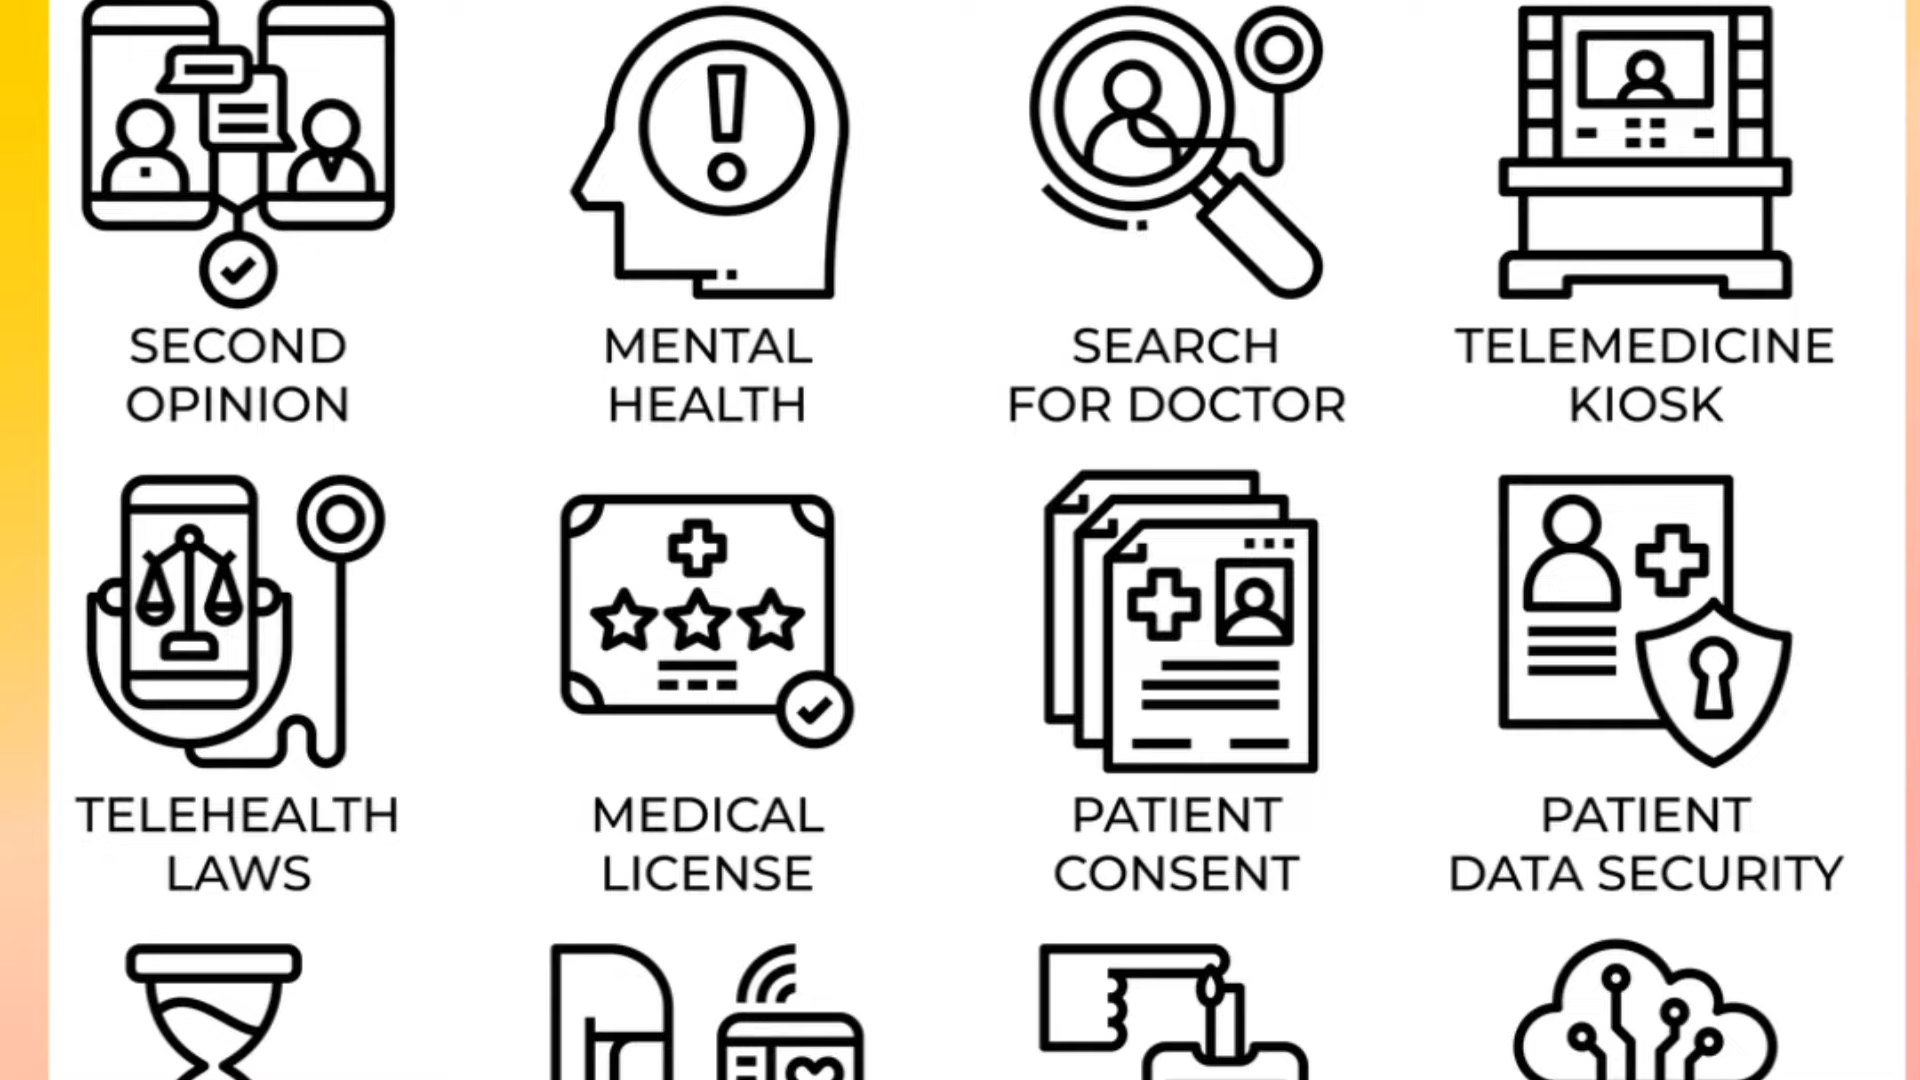 SECOND
OPINION
MENTAL
HEALTH
SEARCH
FOR DOCTOR
TELEMEDICINE
KIOSK
TELEHEALTH
LAWS
MEDICAL
LICENSE
PATIENT
CONSENT
PATIENT
DATA SECURITY